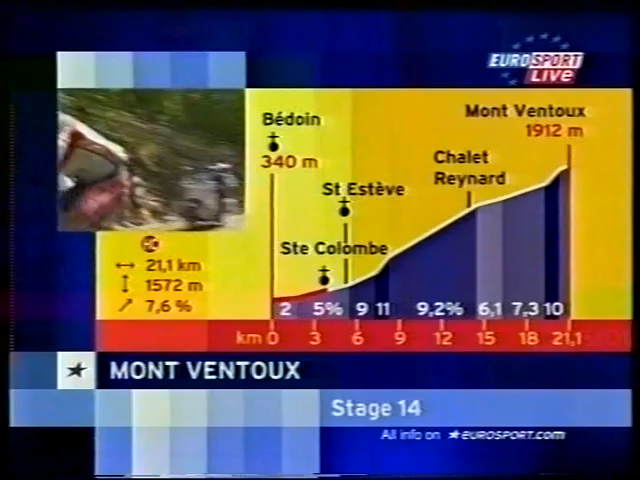 EUROSPORT
LIVE
Mont Ventoux
1912 m
Bédoin
340 m
Chalet
Reynard
St Estève
Ste Colombe
HC
21,1 km
1572 m
7,6 %
2 5% 9 11 9,2% 6,1 7,3 10
km 0 3 6 9 12 15 18 21,1
MONT VENTOUX
Stage 14
All info on eurosport.com